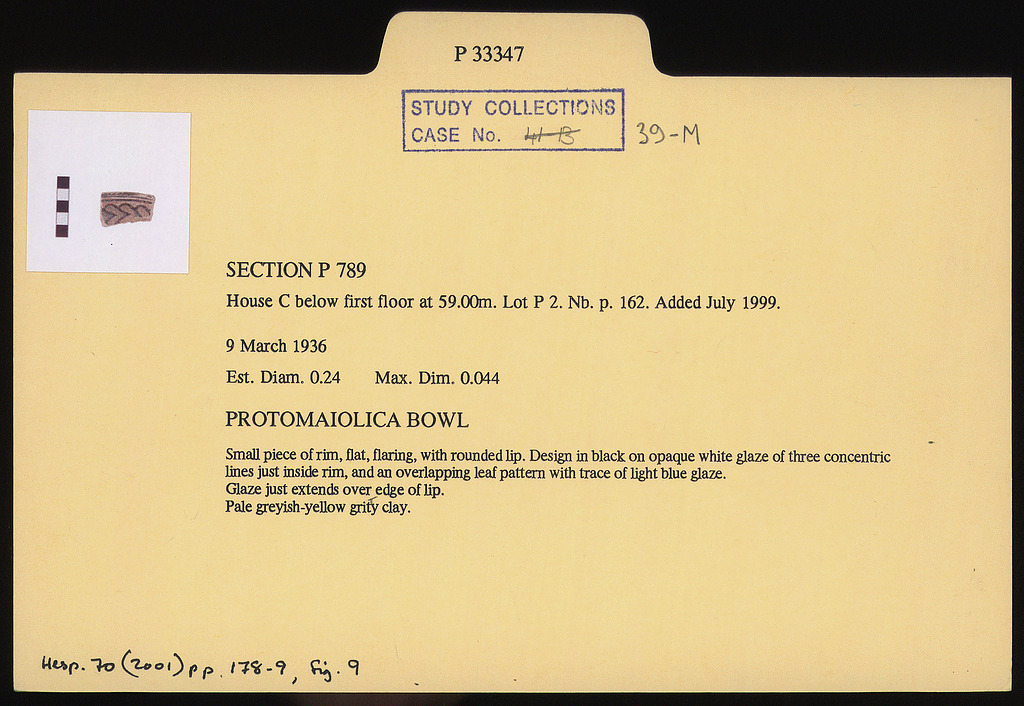 P 33347
STUDY COLLECTIONS
CASE No. 41-B 39-M
SECTION P 789
House C below first floor at 59.00m. Lot P 2. Nb. p. 162. Added July 1999.
9 March 1936
Est. Diam. 0.24 Max. Dim. 0.044
PROTOMAIOLICA BOWL
Small piece of rim, flat, flaring, with rounded lip. Design in black on opaque white glaze of three concentric
lines just inside rim, and an overlapping leaf pattern with trace of light blue glaze.
Glaze just extends over edge of lip.
Pale greyish-yellow grity clay.
Hesp. 70 (2001) pp. 178-9, fig. 9